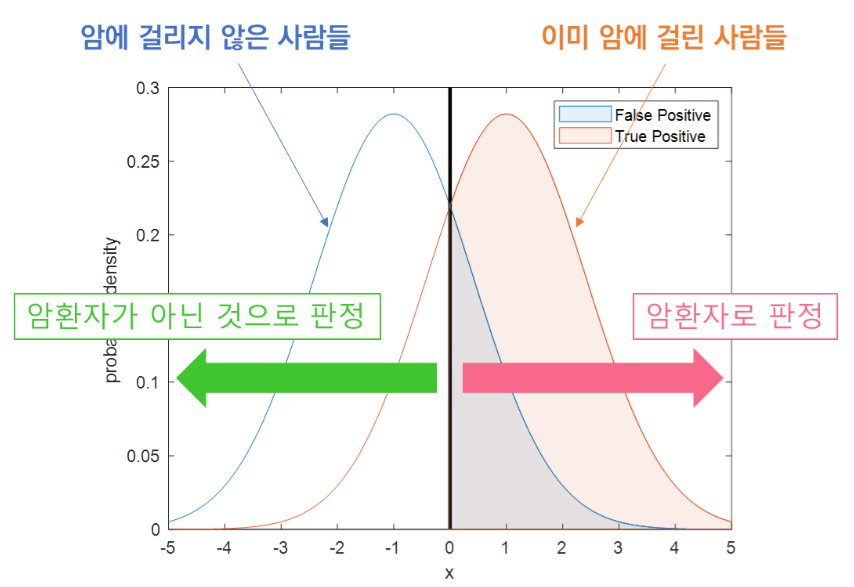 암에 걸리지 않은 사람들
이미 암에 걸린 사람들
0.3
0.25
0.2
0.1
0.05
0
False Positive
True Positive
density
proba
암환자가 아닌 것으로 판정
암환자로 판정
-5
-4
-3
-2
-1
0
1
2
3
4
5
x